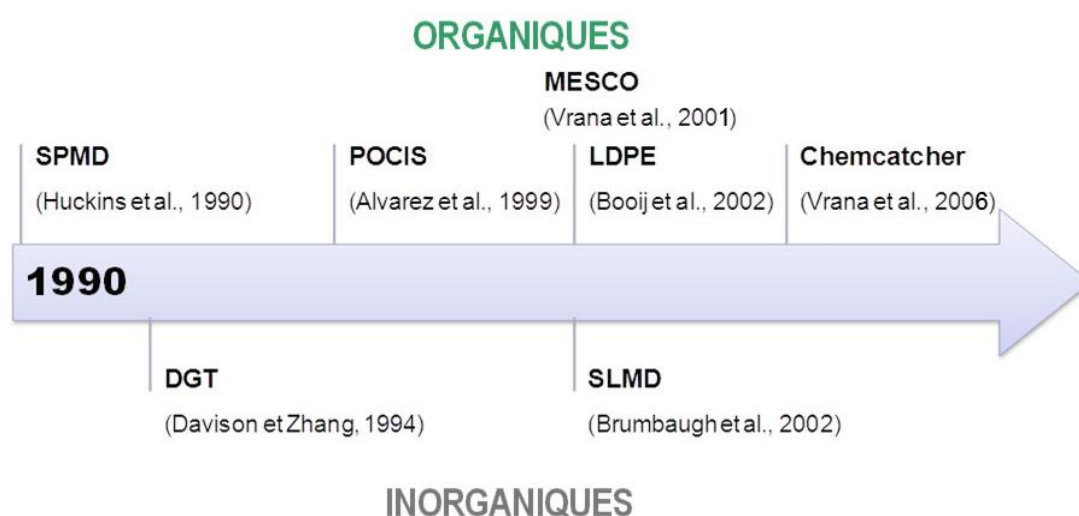 ORGANIQUES
MESCO
(Vrana et al., 2001)
SPMD
POCIS
LDPE
Chemcatcher
(Huckins et al., 1990)
(Alvarez et al., 1999)
(Booij et al., 2002)
(Vrana et al., 2006)
1990
DGT
SLMD
(Davison et Zhang, 1994)
(Brumbaugh et al., 2002)
INORGANIQUES